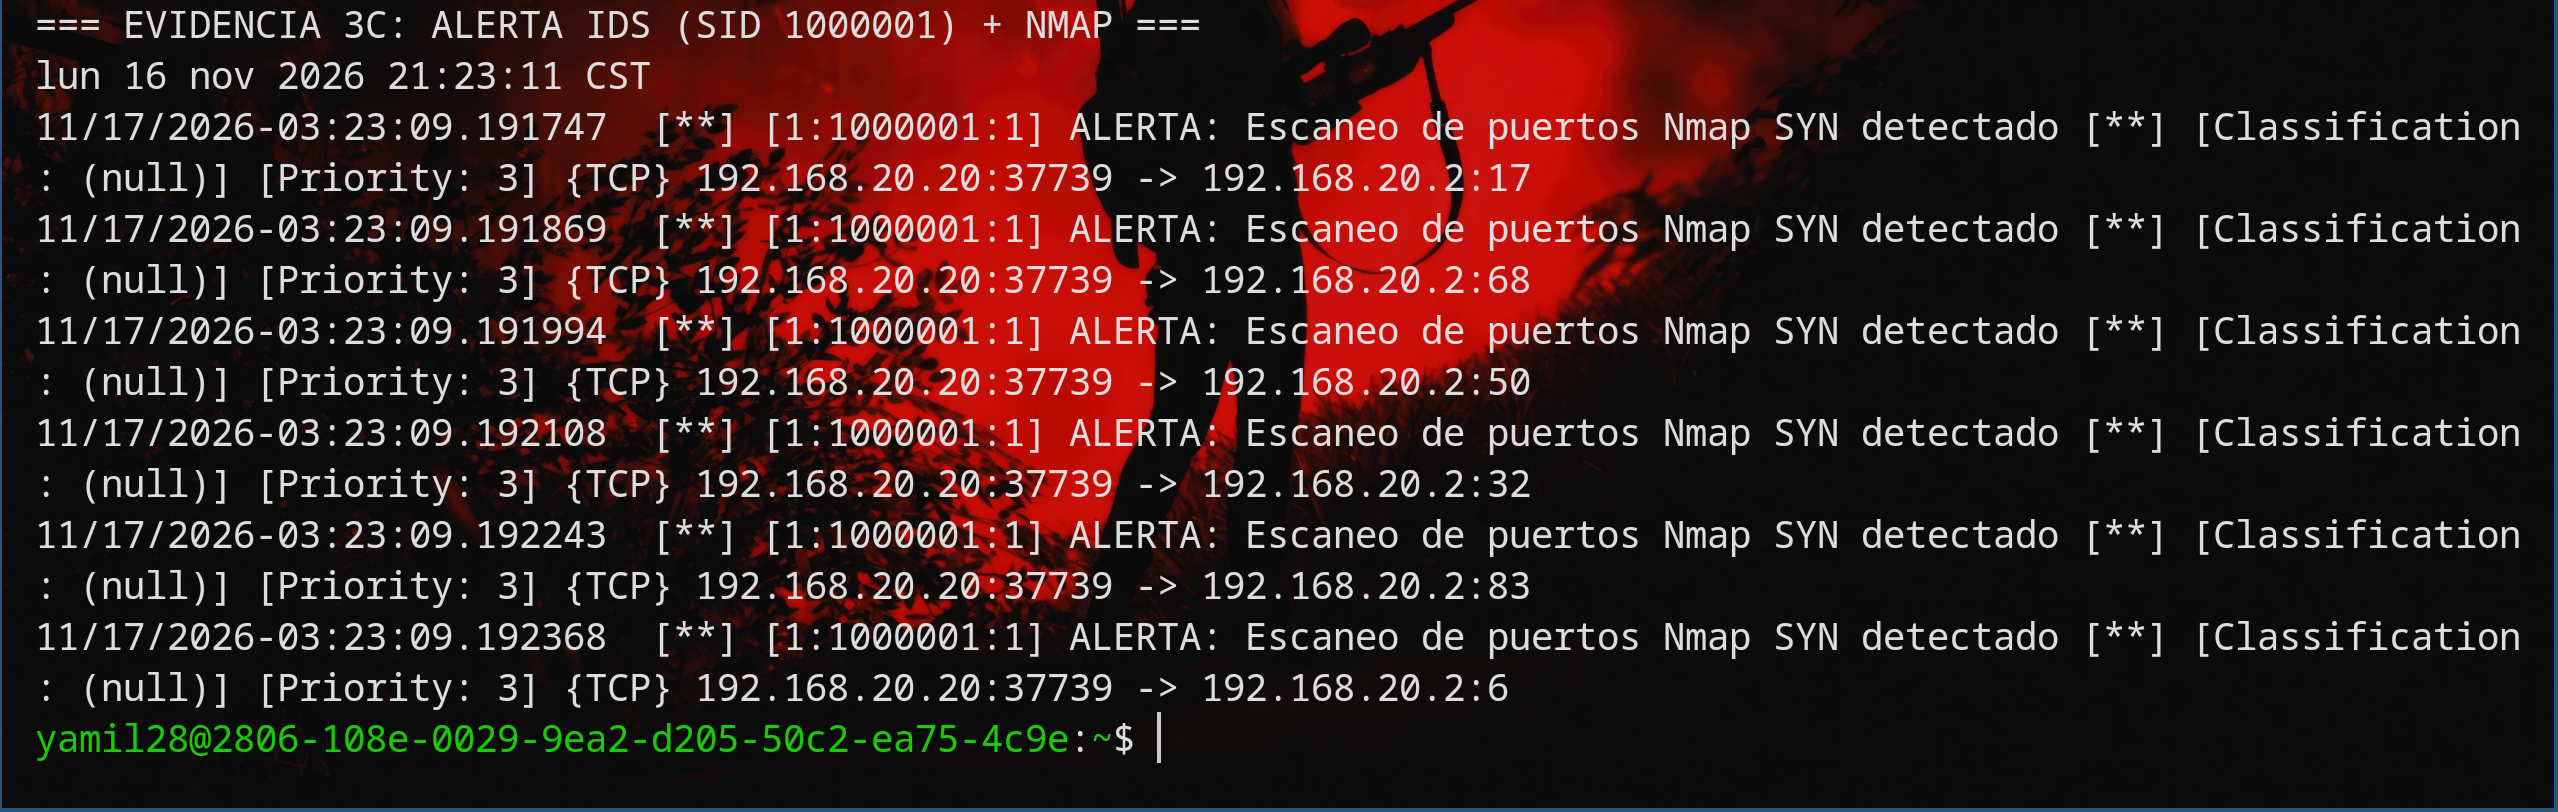 === EVIDENCIA 3C: ALERTA IDS (SID 1000001) + NMAP ===
lun 16 nov 2026 21:23:11 CST
11/17/2026-03:23:09.191747  [**] [1:1000001:1] ALERTA: Escaneo de puertos Nmap SYN detectado [**] [Classification
: (null)] [Priority: 3] {TCP} 192.168.20.20:37739 -> 192.168.20.2:17
11/17/2026-03:23:09.191869  [**] [1:1000001:1] ALERTA: Escaneo de puertos Nmap SYN detectado [**] [Classification
: (null)] [Priority: 3] {TCP} 192.168.20.20:37739 -> 192.168.20.2:68
11/17/2026-03:23:09.191994  [**] [1:1000001:1] ALERTA: Escaneo de puertos Nmap SYN detectado [**] [Classification
: (null)] [Priority: 3] {TCP} 192.168.20.20:37739 -> 192.168.20.2:50
11/17/2026-03:23:09.192108  [**] [1:1000001:1] ALERTA: Escaneo de puertos Nmap SYN detectado [**] [Classification
: (null)] [Priority: 3] {TCP} 192.168.20.20:37739 -> 192.168.20.2:32
11/17/2026-03:23:09.192243  [**] [1:1000001:1] ALERTA: Escaneo de puertos Nmap SYN detectado [**] [Classification
: (null)] [Priority: 3] {TCP} 192.168.20.20:37739 -> 192.168.20.2:83
11/17/2026-03:23:09.192368  [**] [1:1000001:1] ALERTA: Escaneo de puertos Nmap SYN detectado [**] [Classification
: (null)] [Priority: 3] {TCP} 192.168.20.20:37739 -> 192.168.20.2:6
yamil28@2806-108e-0029-9ea2-d205-50c2-ea75-4c9e:~$